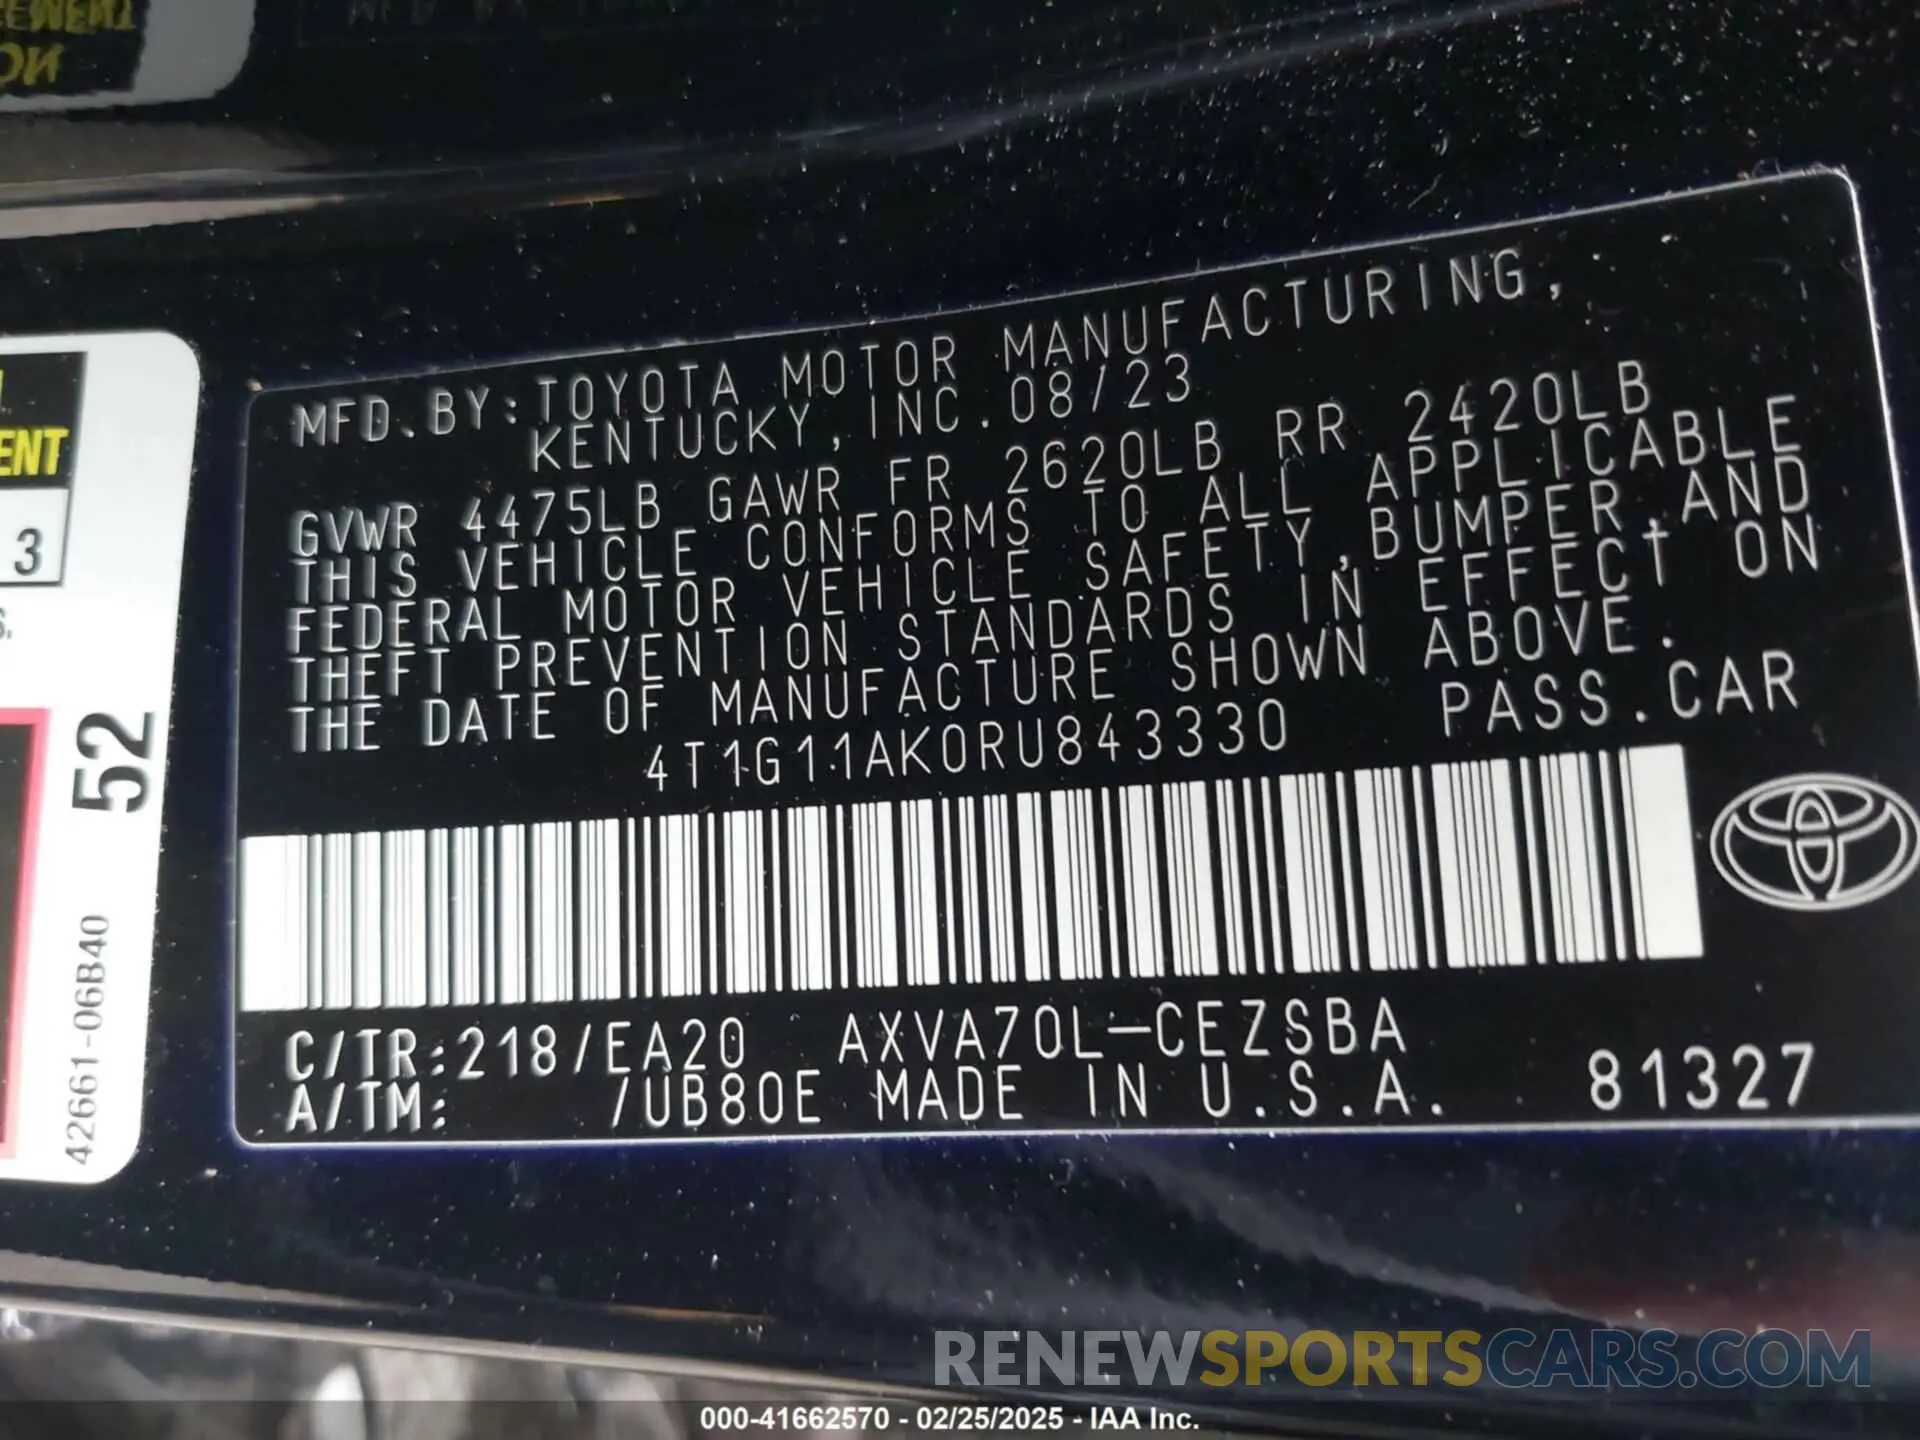 ON
ENT
3
S.
52
42661-06B40
MFD.BY:TOYOTA MOTOR MANUFACTURING,
KENTUCKY, INC.08/23
GVWR 4475LB GAWR FR 2620LB RR 2420LB
THIS VEHICLE CONFORMS TO ALL APPLICABLE
FEDERAL MOTOR VEHICLE SAFETY,BUMPER,AND
THEFT PREVENTION STANDARDS IN EFFECT ON
THE DATE OF MANUFACTURE SHOWN ABOVE.
4T1G11AK0RU843330 PASS.CAR
C/TR:218/EA20 AXVA70L-CEZSBA
A/TM: /UB80E MADE IN U.S.A. 81327
RENEWSPORTSCARS.COM
000-41662570 - 02/25/2025 - IAA Inc.